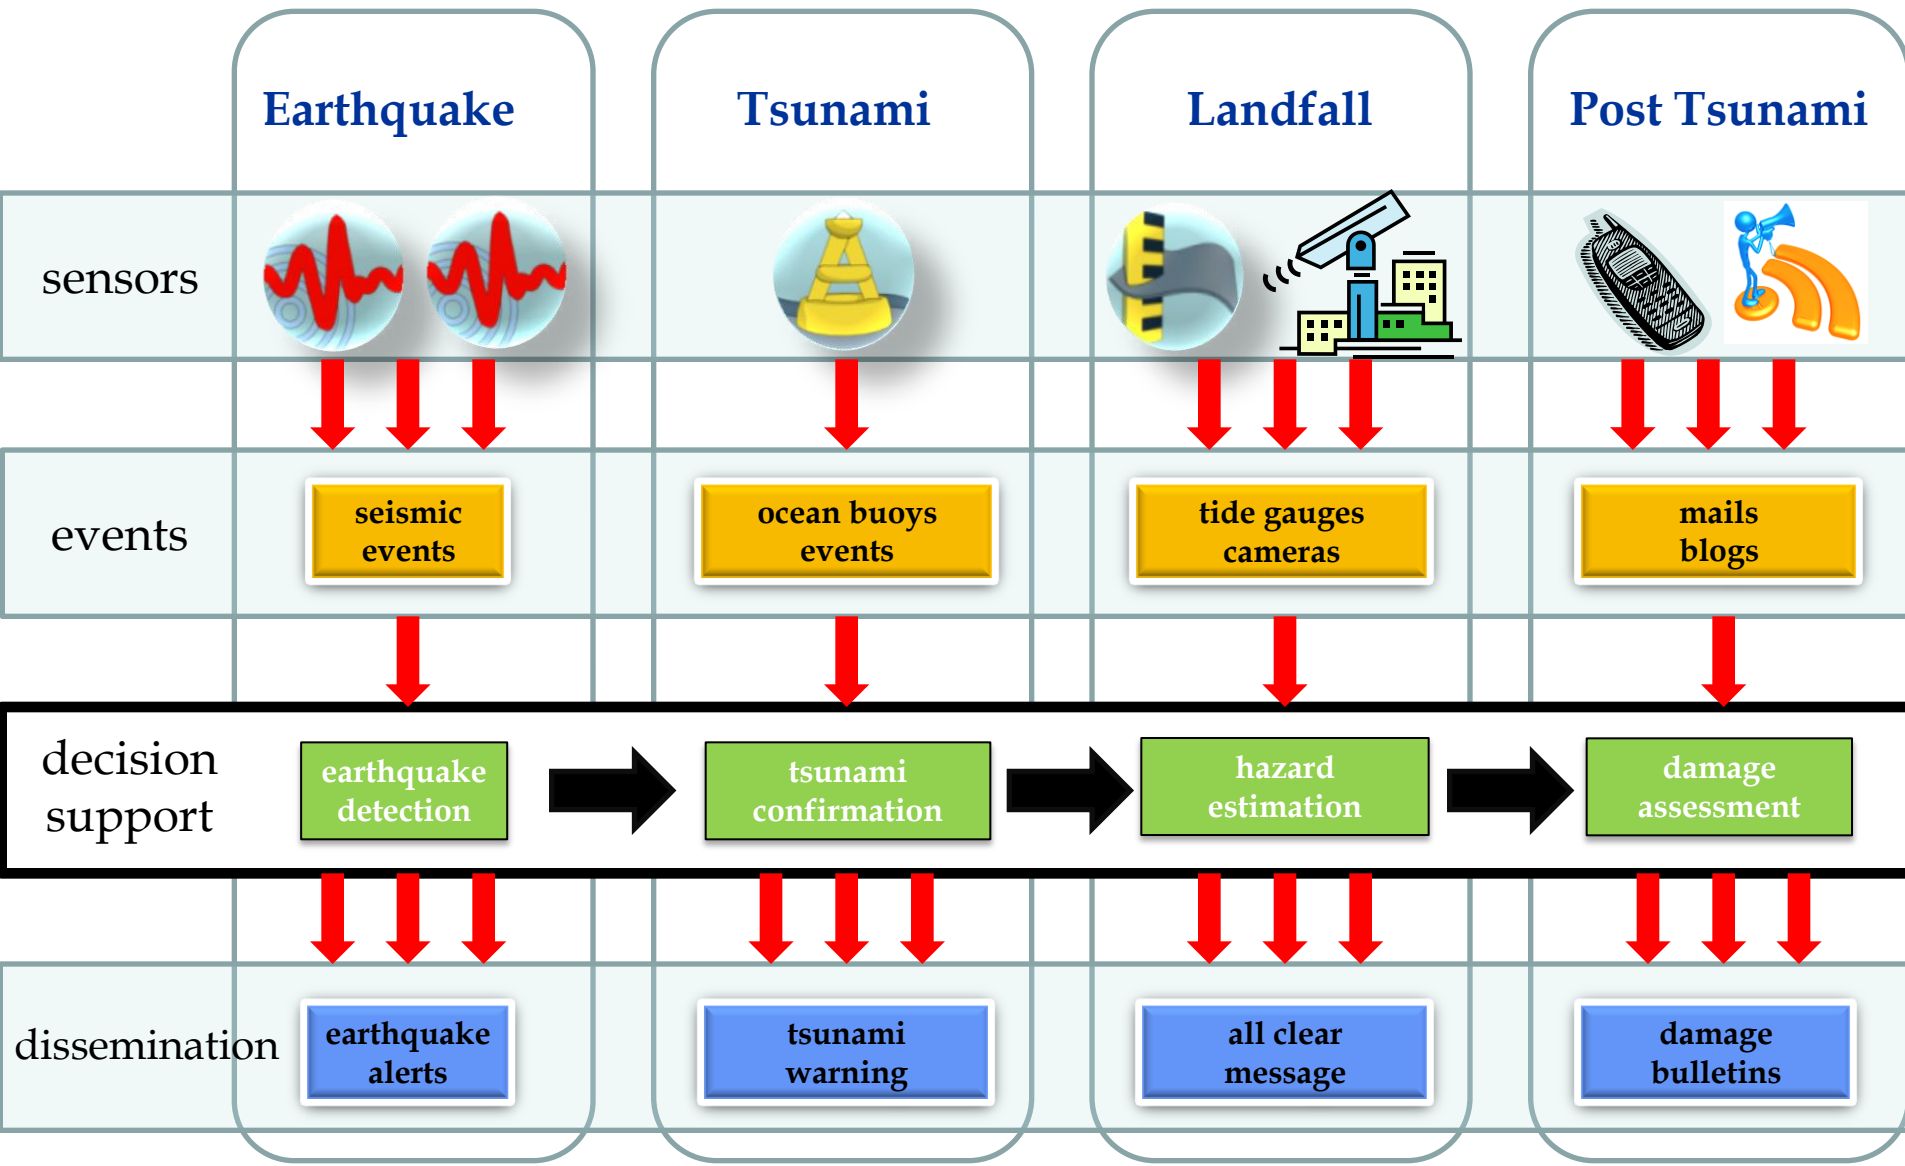 Earthquake
Tsunami
Landfall
Post Tsunami
sensors
events
seismic
events
ocean buoys
events
tide gauges
cameras
mails
blogs
decision
support
earthquake
detection
tsunami
confirmation
hazard
estimation
damage
assessment
dissemination
earthquake
alerts
tsunami
warning
all clear
message
damage
bulletins